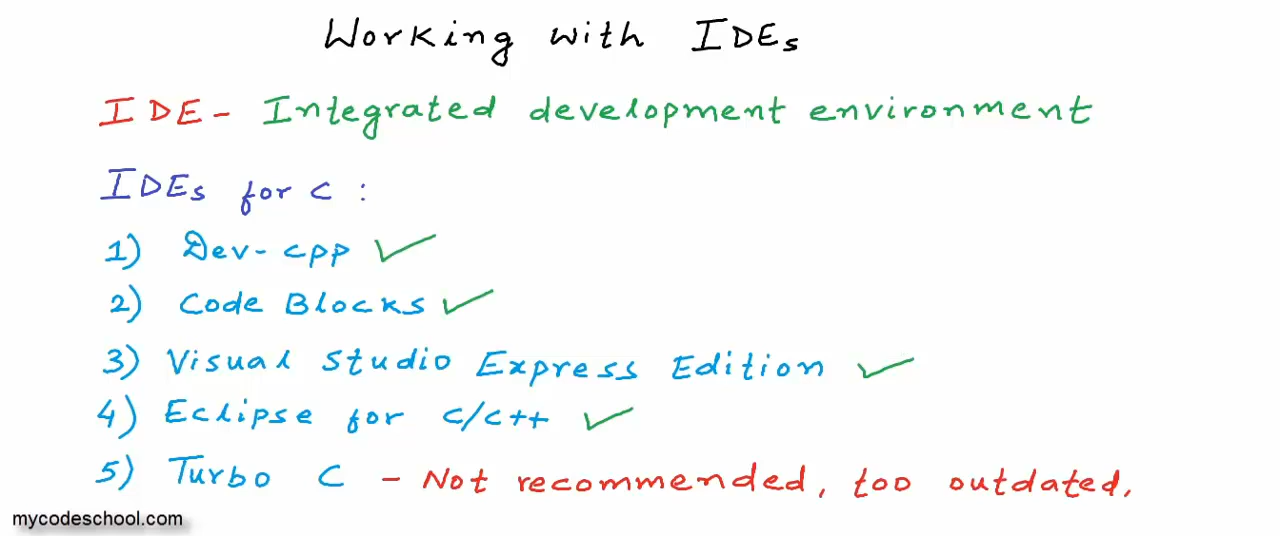 Working with IDEs
IDE - Integrated development environment
IDEs for C :
1) Dev-cpp ✓
2) Code Blocks ✓
3) Visual Studio Express Edition ✓
4) Eclipse for c/c++ ✓
5) Turbo C - Not recommended, too outdated,
mycodeschool.com